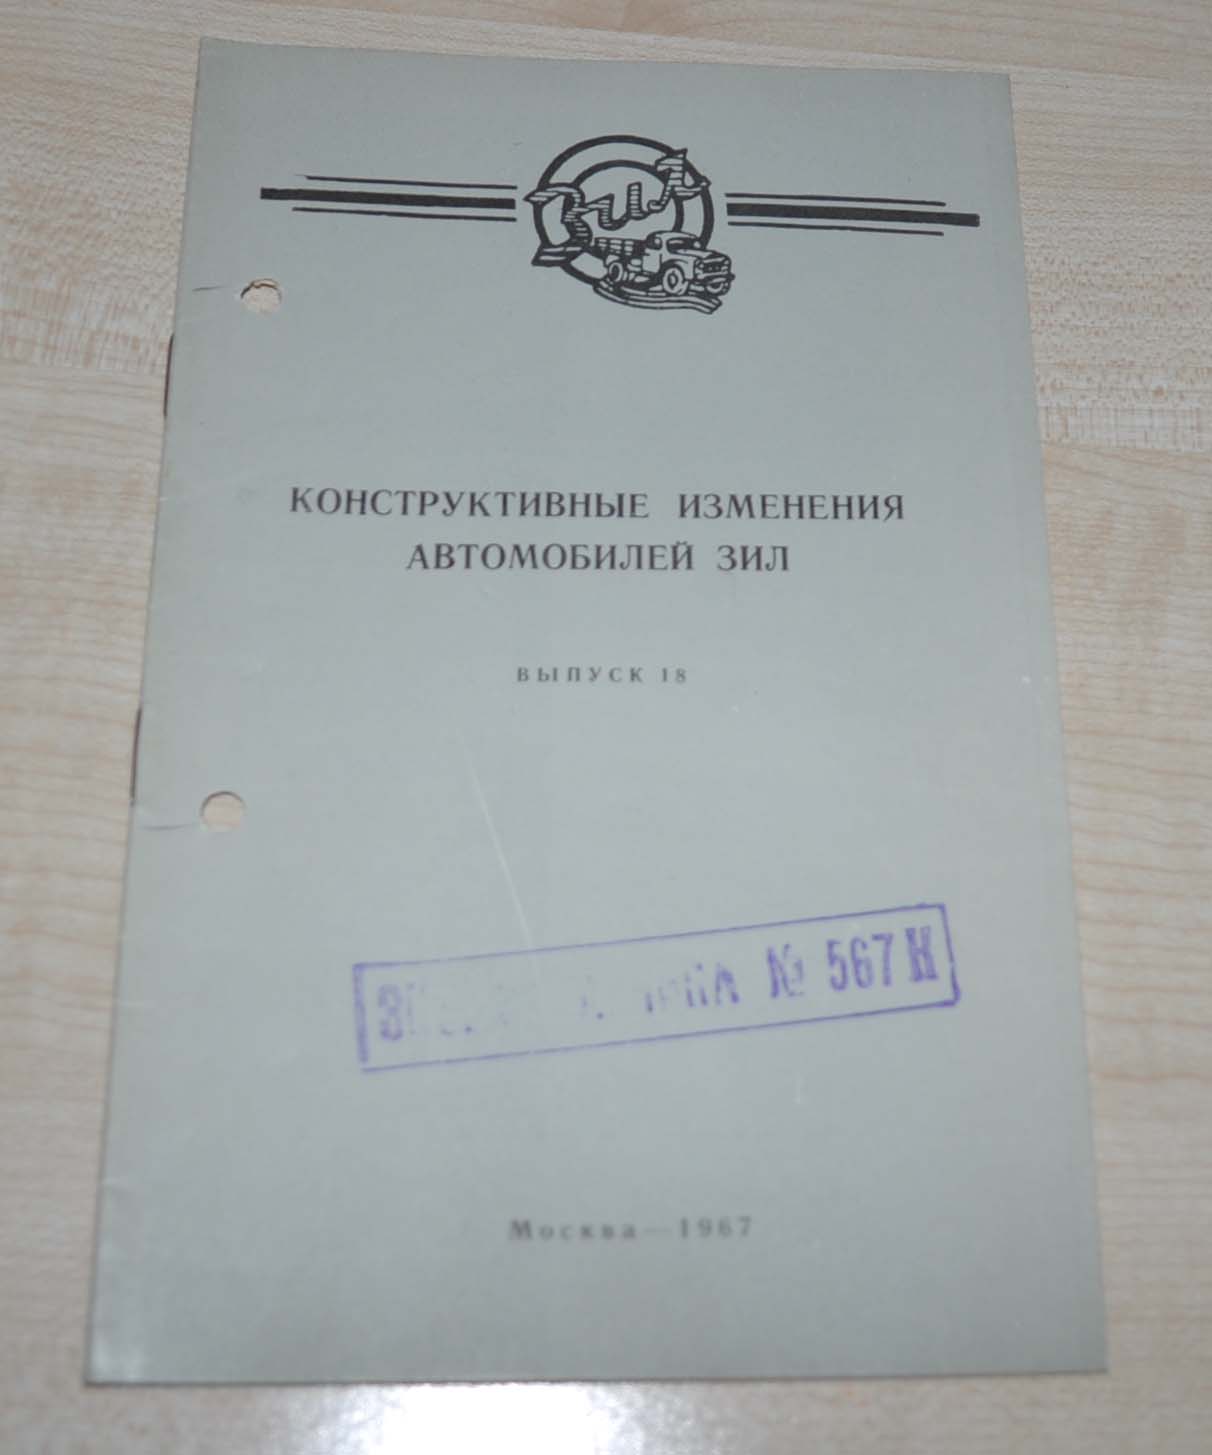 ЗИЛ
КОНСТРУКТИВНЫЕ ИЗМЕНЕНИЯ
АВТОМОБИЛЕЙ ЗИЛ
ВЫПУСК 18
№ 567 Н
Москва — 1967